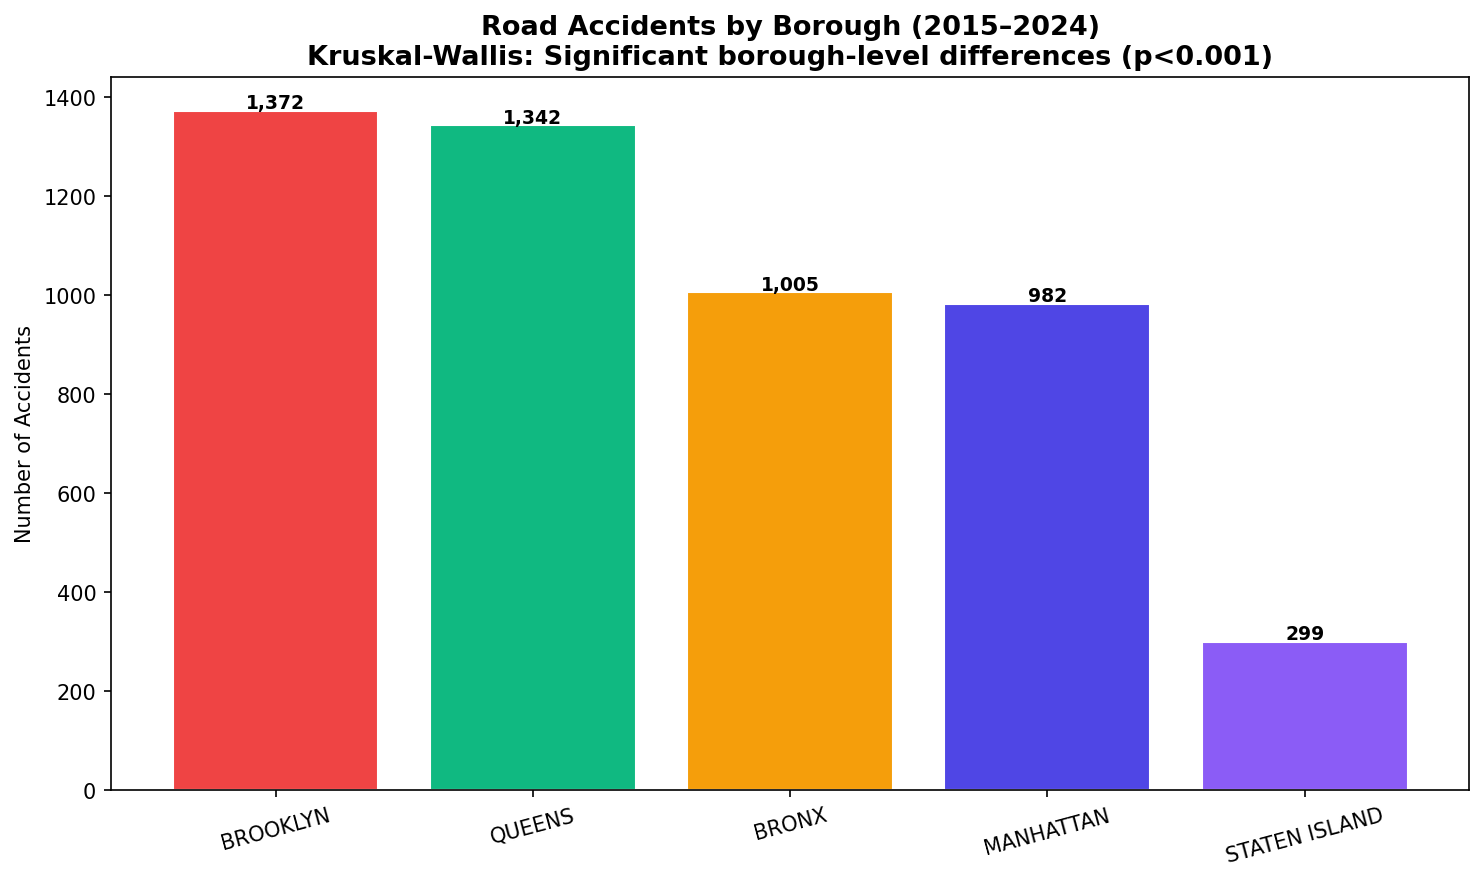 Road Accidents by Borough (2015–2024)
Kruskal-Wallis: Significant borough-level differences (p<0.001)
Number of Accidents
1400
1200
1000
800
600
400
200
0
1,372
1,342
1,005
982
299
BROOKLYN
QUEENS
BRONX
MANHATTAN
STATEN ISLAND